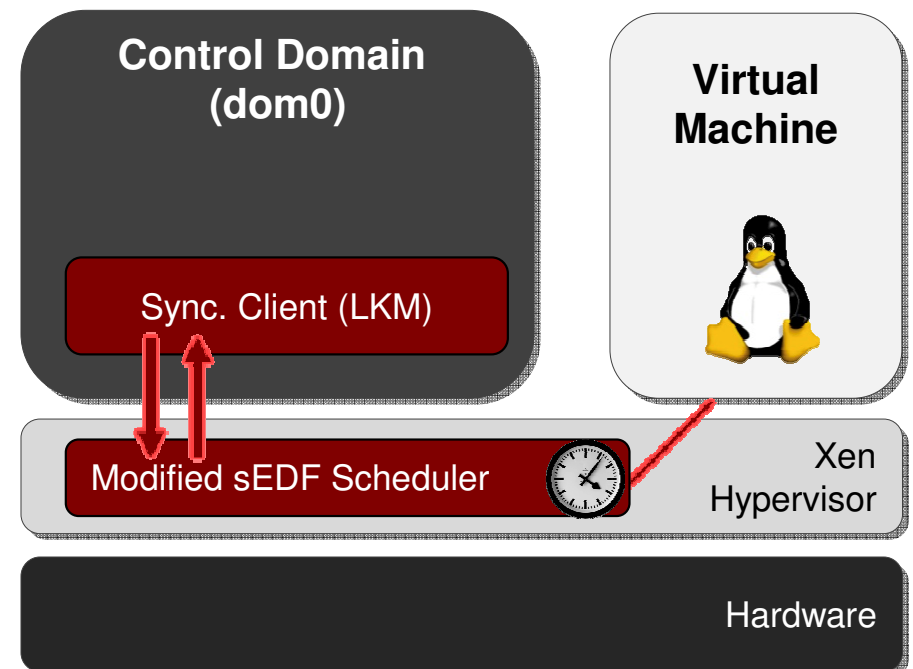 Control Domain
(dom0)
Virtual
Machine
Sync. Client (LKM)
Modified sEDF Scheduler
Xen
Hypervisor
Hardware